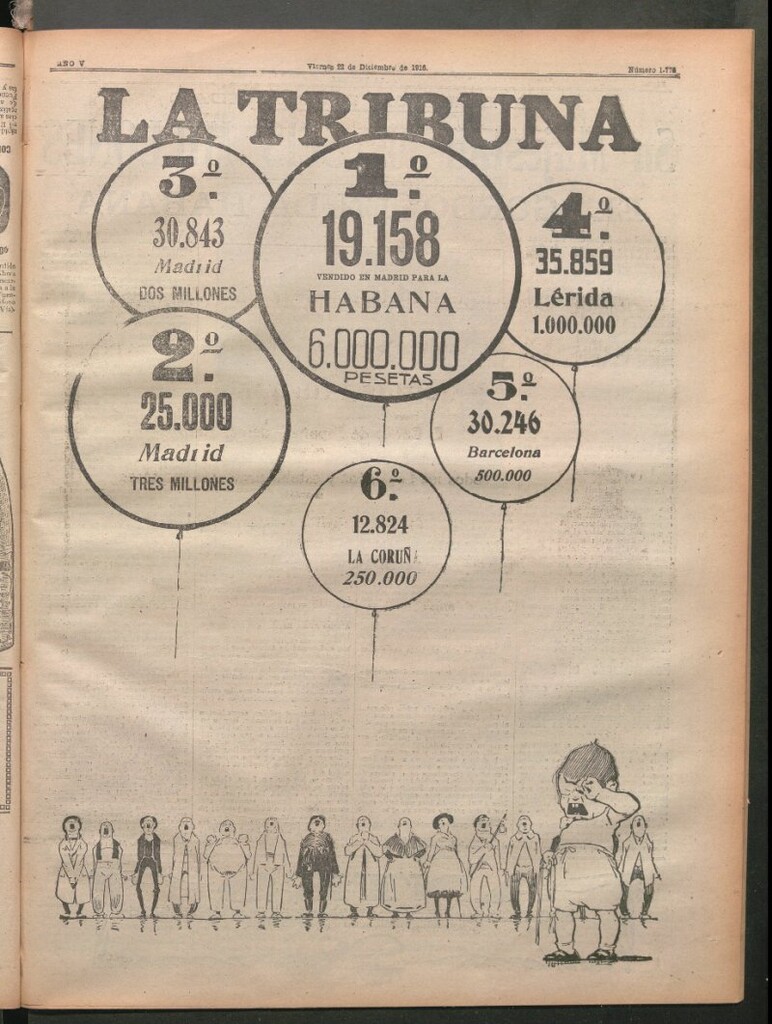 AÑO V
Viernes 22 de Diciembre de 1916.
Número 1.778
LA TRIBUNA
1.º
19.158
VENDIDO EN MADRID PARA LA
HABANA
6.000.000
PESETAS
2.º
25.000
Madrid
TRES MILLONES
3.º
30.843
Madrid
DOS MILLONES
4.º
35.859
Lérida
1.000.000
5.º
30.246
Barcelona
500.000
6.º
12.824
LA CORUÑA
250.000